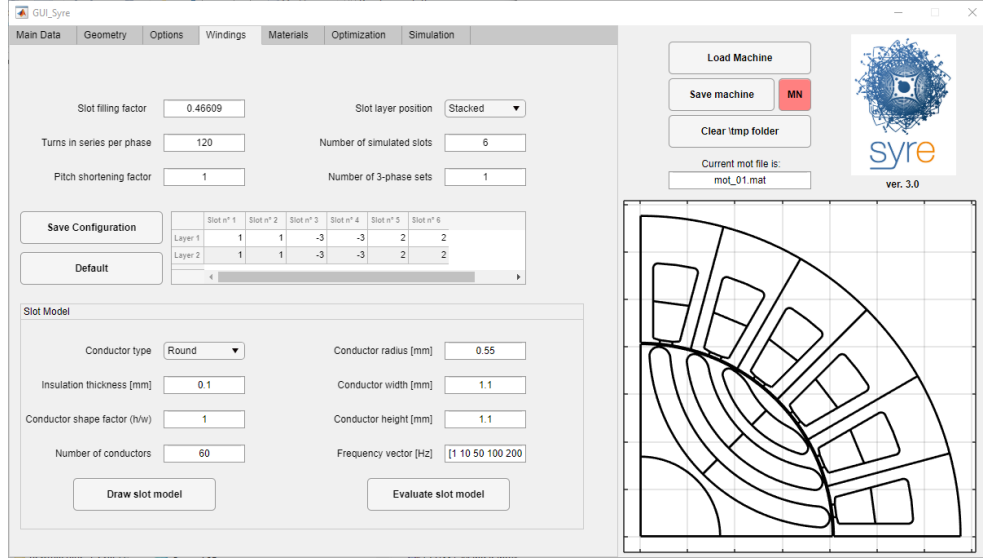 GUI_Syre
Main Data Geometry Options Windings Materials Optimization Simulation
Slot filling factor 0.46609 Slot layer position Stacked
Turns in series per phase 120 Number of simulated slots 6
Pitch shortening factor 1 Number of 3-phase sets 1
Save Configuration
Default
Slot n° 1 Slot n° 2 Slot n° 3 Slot n° 4 Slot n° 5 Slot n° 6
Layer 1 1 1 -3 -3 2 2
Layer 2 1 1 -3 -3 2 2
Slot Model
Conductor type Round Conductor radius [mm] 0.55
Insulation thickness [mm] 0.1 Conductor width [mm] 1.1
Conductor shape factor (h/w) 1 Conductor height [mm] 1.1
Number of conductors 60 Frequency vector [Hz] [1 10 50 100 200
Draw slot model Evaluate slot model
Load Machine
Save machine MN
Clear \tmp folder
Current mot file is:
mot_01.mat
syre
ver. 3.0